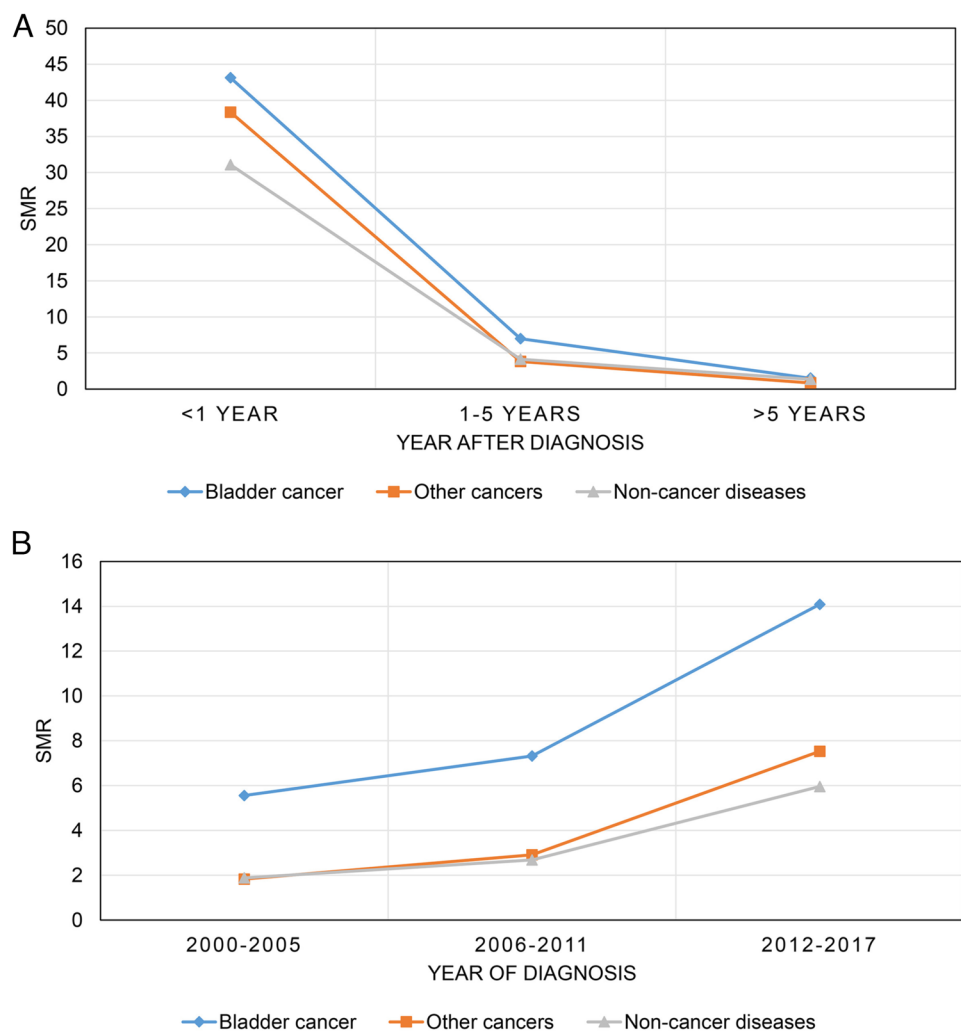 A
50
45
40
35
30
25
20
15
10
5
0
SMR
<1 YEAR 1-5 YEARS >5 YEARS
YEAR AFTER DIAGNOSIS
Bladder cancer Other cancers Non-cancer diseases
B
16
14
12
10
8
6
4
2
0
SMR
2000-2005 2006-2011 2012-2017
YEAR OF DIAGNOSIS
Bladder cancer Other cancers Non-cancer diseases